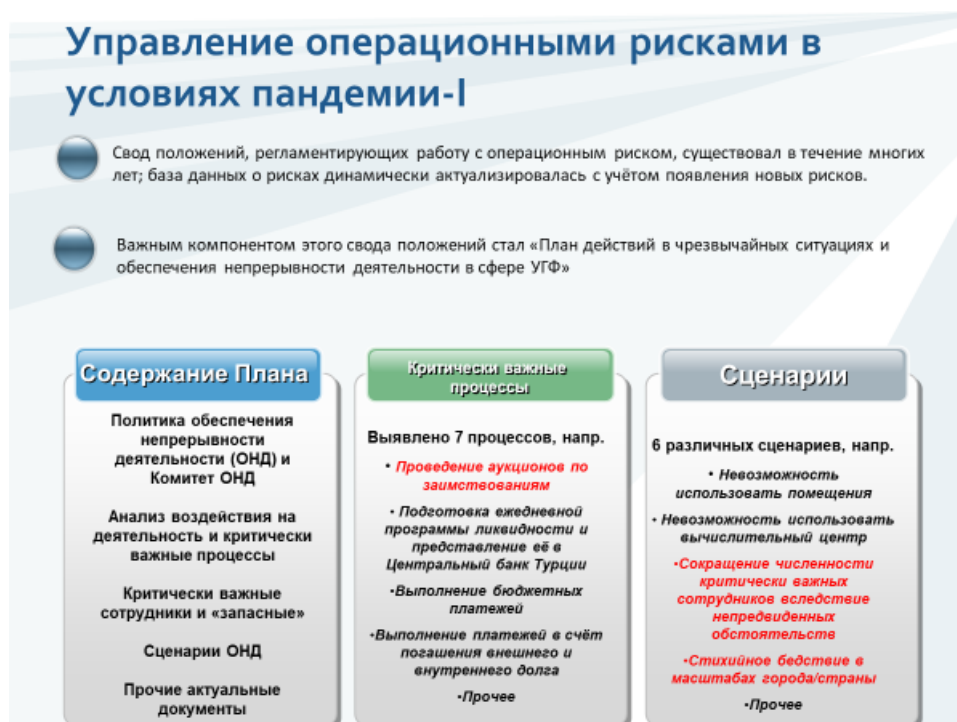 Управление операционными рисками в
условиях пандемии-I
Свод положений, регламентирующих работу с операционным риском, существовал в течение многих
лет; база данных о рисках динамически актуализировалась с учётом появления новых рисков.
Важным компонентом этого свода положений стал «План действий в чрезвычайных ситуациях и
обеспечения непрерывности деятельности в сфере УГФ»
Содержание Плана
Политика обеспечения
непрерывности
деятельности (ОНД) и
Комитет ОНД
Анализ воздействия на
деятельность и критически
важные процессы
Критически важные
сотрудники и «запасные»
Сценарии ОНД
Прочие актуальные
документы
Критически важные
процессы
Выявлено 7 процессов, напр.
• Проведение аукционов по
заимствованиям
• Подготовка ежедневной
программы ликвидности и
представление её в
Центральный банк Турции
•Выполнение бюджетных
платежей
•Выполнение платежей в счёт
погашения внешнего и
внутреннего долга
•Прочее
Сценарии
6 различных сценариев, напр.
• Невозможность
использовать помещения
• Невозможность использовать
вычислительный центр
•Сокращение численности
критически важных
сотрудников вследствие
непредвиденных
обстоятельств
•Стихийное бедствие в
масштабах города/страны
•Прочее